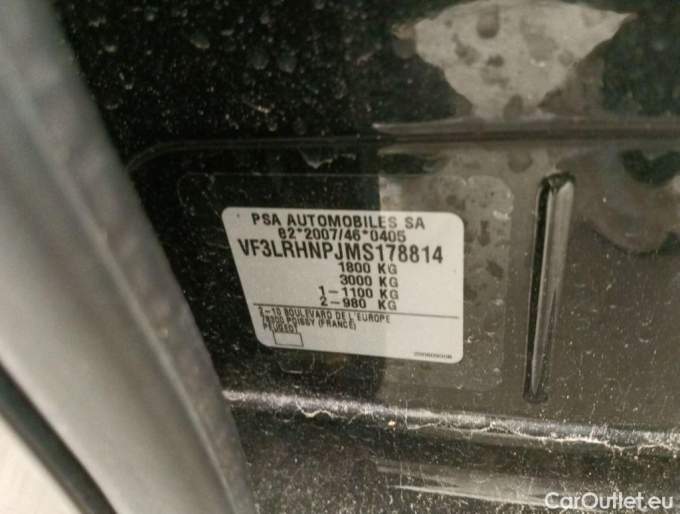 PSA AUTOMOBILES SA
e2*2007/46*0405
VF3LRHNPJMS178814
1800 KG
3000 KG
1-1100 KG
2-980 KG
2-10 BOULEVARD DE L'EUROPE
78300 POISSY (FRANCE)
PEUGEOT
CarOutlet.eu